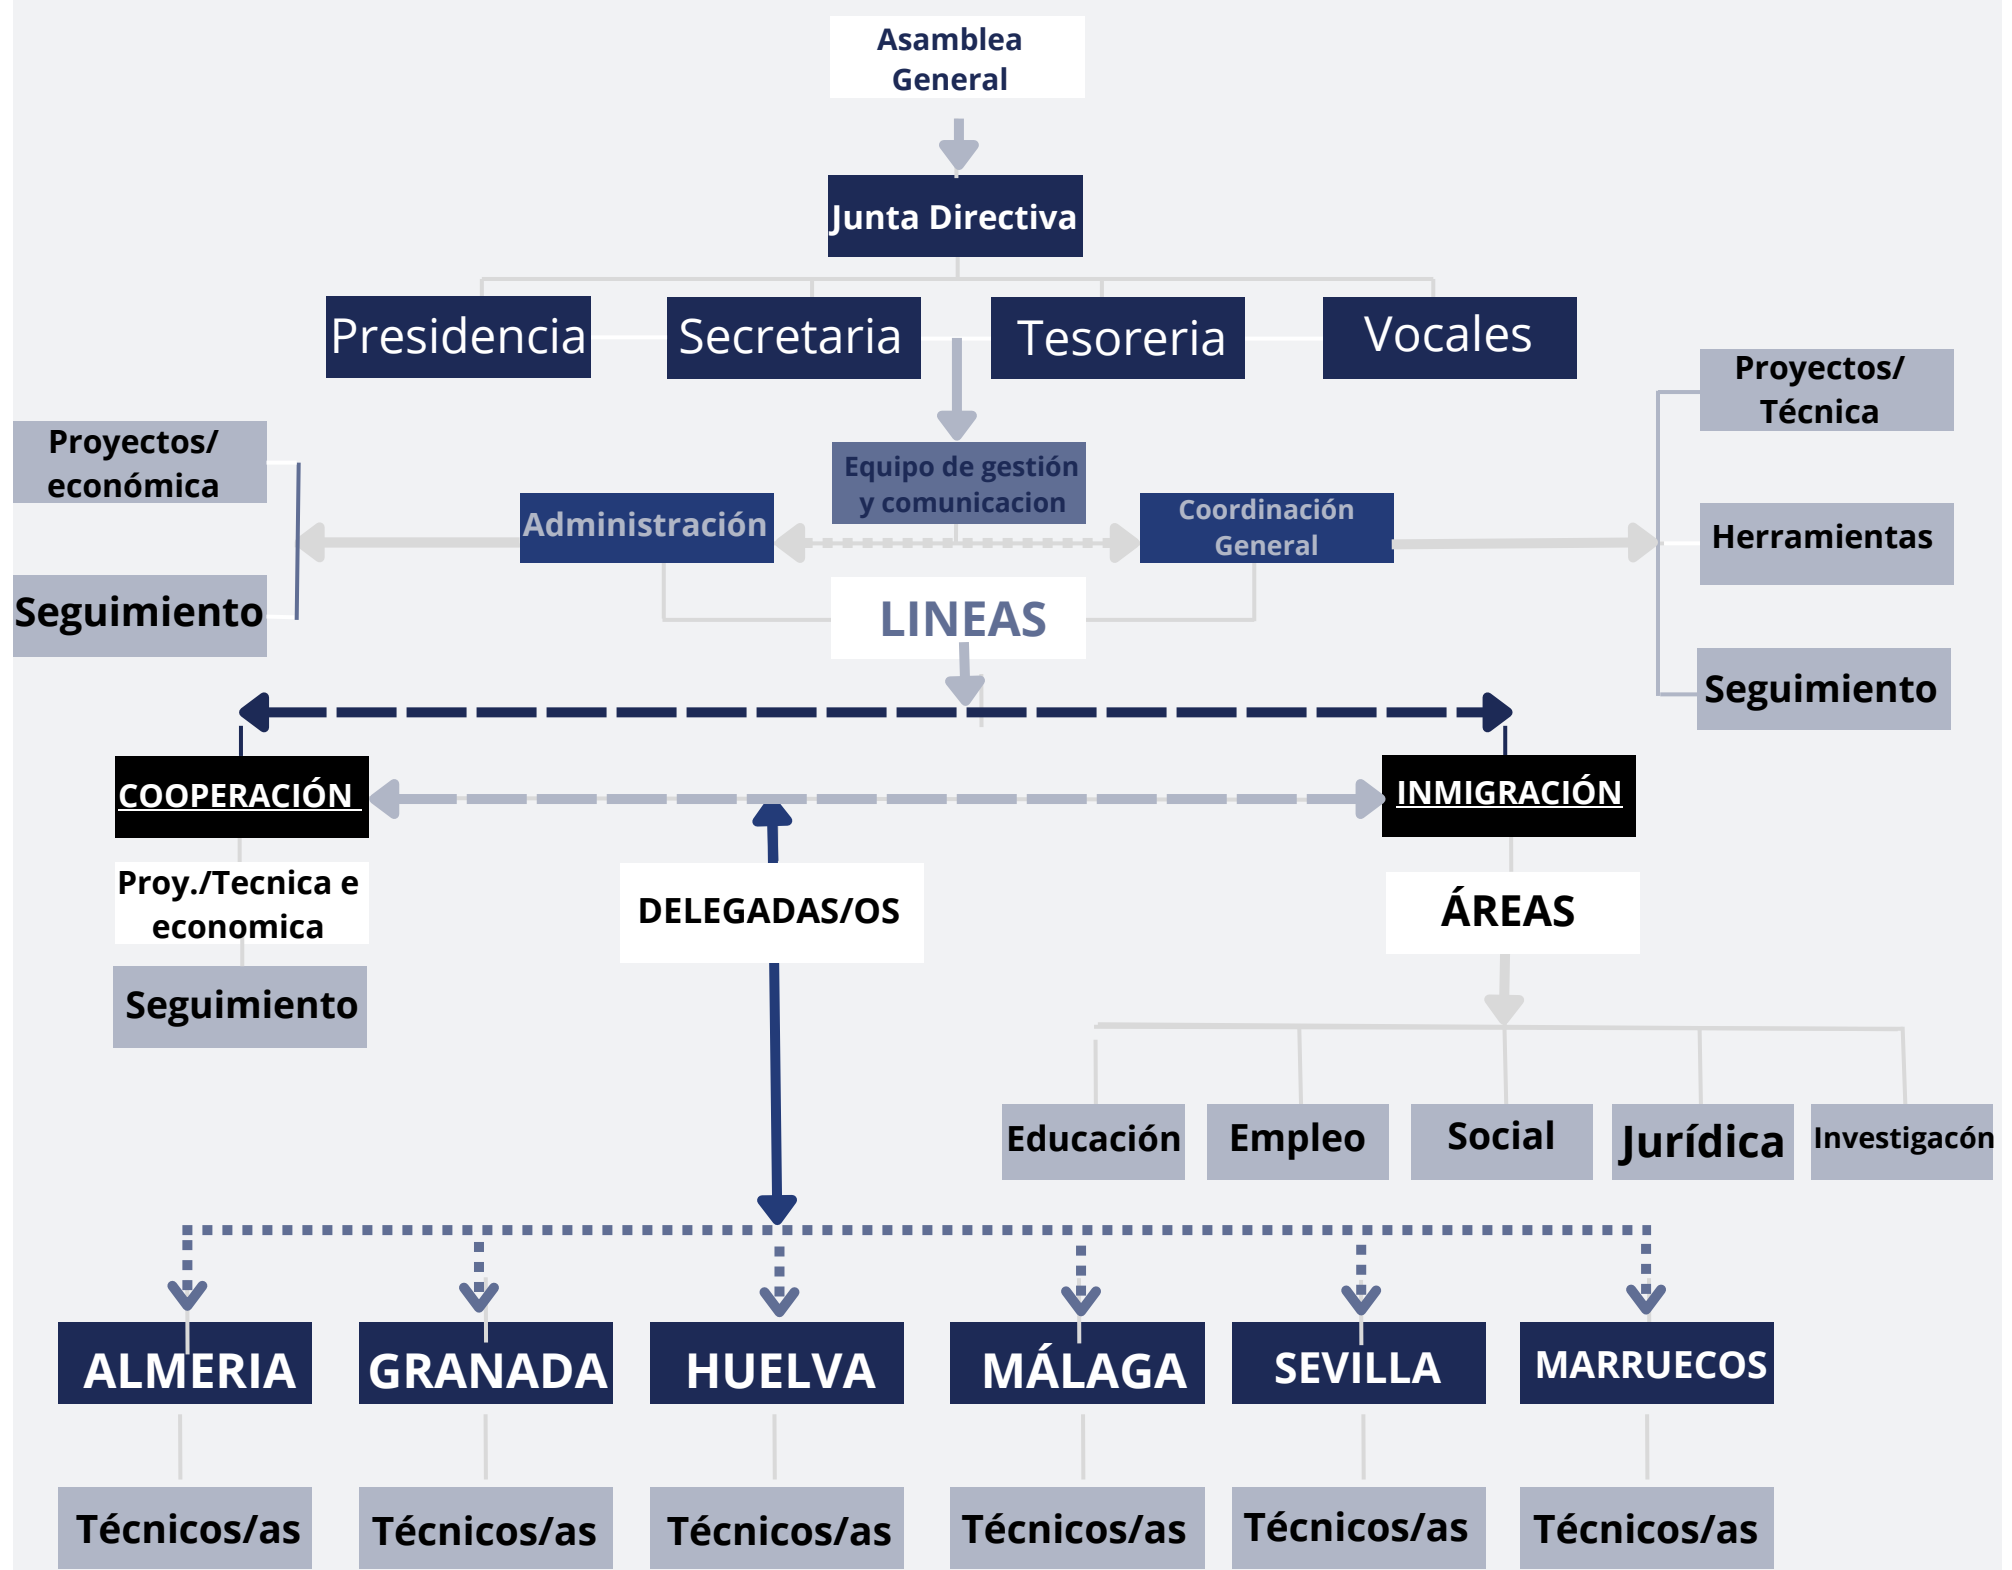 Asamblea
General
Junta Directiva
Presidencia
Secretaria
Tesoreria
Vocales
Proyectos/
Técnica
Proyectos/
económica
Equipo de gestión
y comunicacion
Administración
Coordinación
General
Herramientas
Seguimiento
LINEAS
Seguimiento
COOPERACIÓN
INMIGRACIÓN
Proy./Tecnica e
economica
DELEGADAS/OS
ÁREAS
Seguimiento
Educación
Empleo
Social
Jurídica
Investigacón
ALMERIA
GRANADA
HUELVA
MÁLAGA
SEVILLA
MARRUECOS
Técnicos/as
Técnicos/as
Técnicos/as
Técnicos/as
Técnicos/as
Técnicos/as